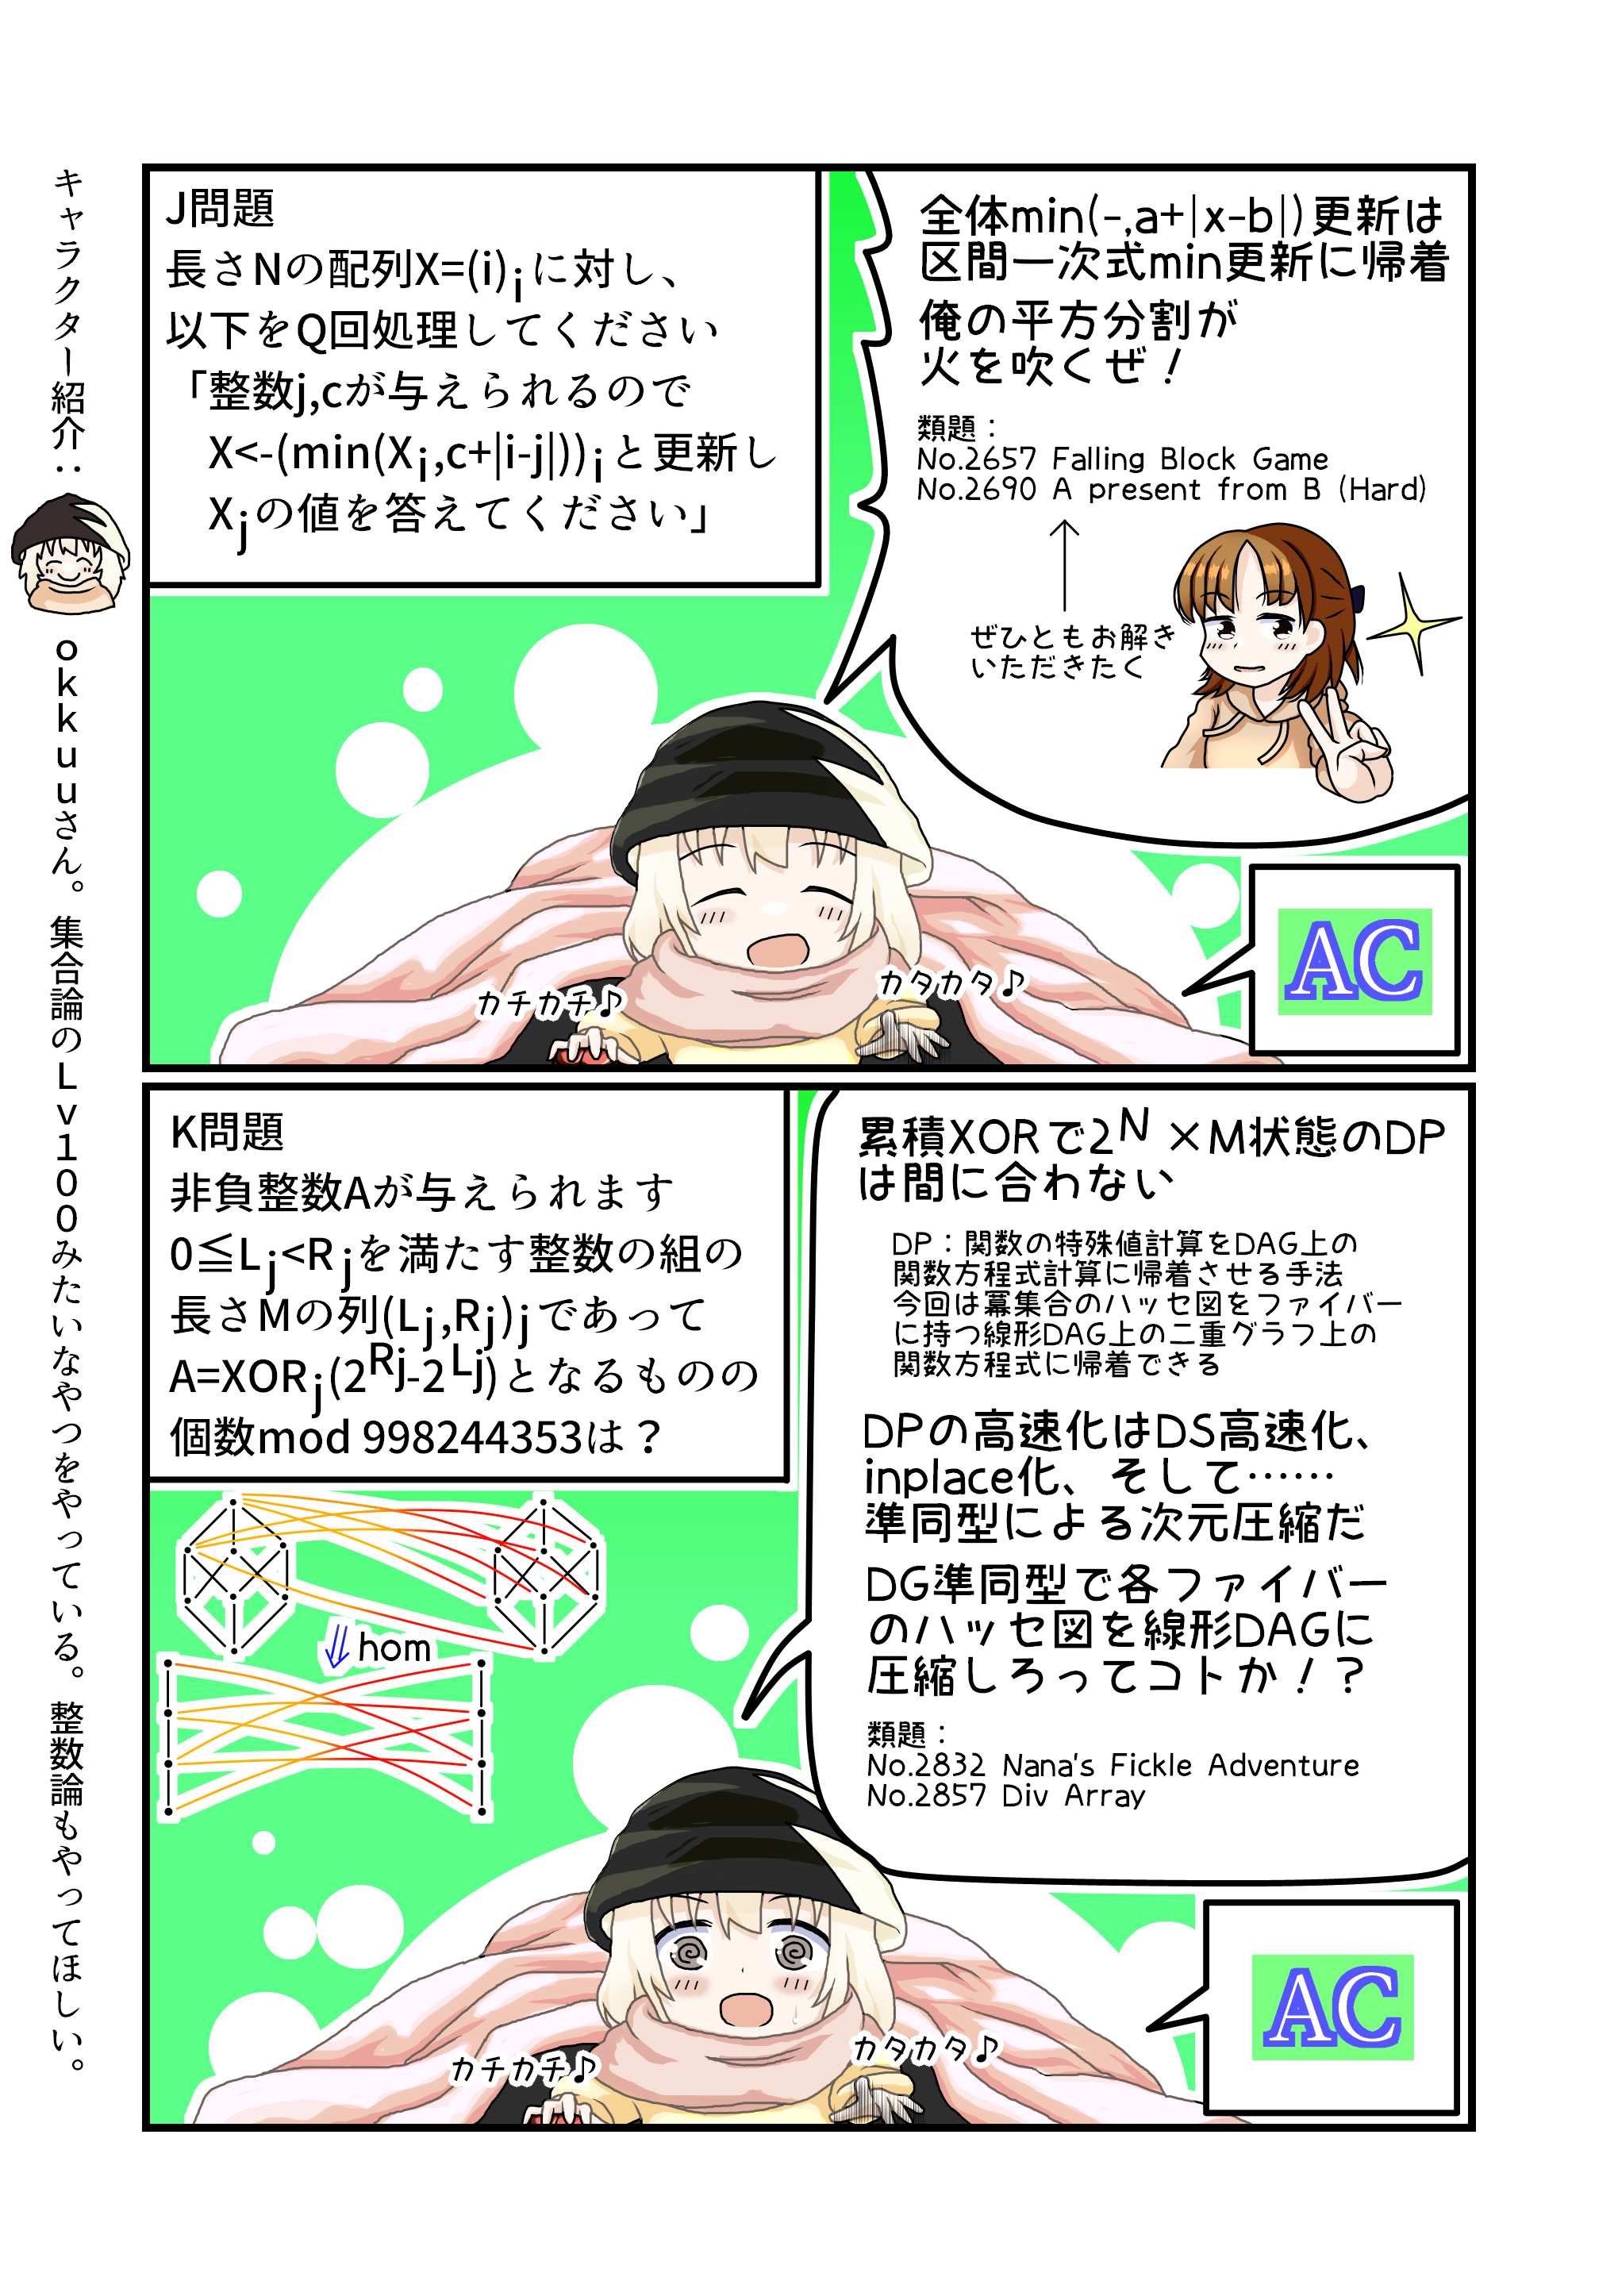 キャラクター紹介：
okkuuさん。集合論のLv100みたいなやつをやっている。整数論もやってほしい。
J問題
長さNの配列X=(i)iに対し、
以下をQ回処理してください
「整数j,cが与えられるので
X<-(min(Xi,c+|i-j|))iと更新し
Xjの値を答えてください」
全体min(-,a+|x-b|)更新は
区間一次式min更新に帰着
俺の平方分割が
火を吹くぜ！
類題：
No.2657 Falling Block Game
No.2690 A present from B (Hard)
ぜひともお解き
いただきたく
カチカチ♪
カタカタ♪
AC
K問題
非負整数Aが与えられます
0≦Lj<Rjを満たす整数の組の
長さMの列(Lj,Rj)jであって
A=XORj(2^Rj-2^Lj)となるものの
個数mod 998244353は？
累積XORで2^N×M状態のDP
は間に合わない
DP：関数の特殊値計算をDAG上の
関数方程式計算に帰着させる手法
今回は冪集合のハッセ図をファイバー
に持つ線形DAG上の二重グラフ上の
関数方程式に帰着できる
DPの高速化はDS高速化、
inplace化、そして……
準同型による次元圧縮だ
DG準同型で各ファイバー
のハッセ図を線形DAGに
圧縮しろってコトか！？
類題：
No.2832 Nana's Fickle Adventure
No.2857 Div Array
hom
カチカチ♪
カタカタ♪
AC